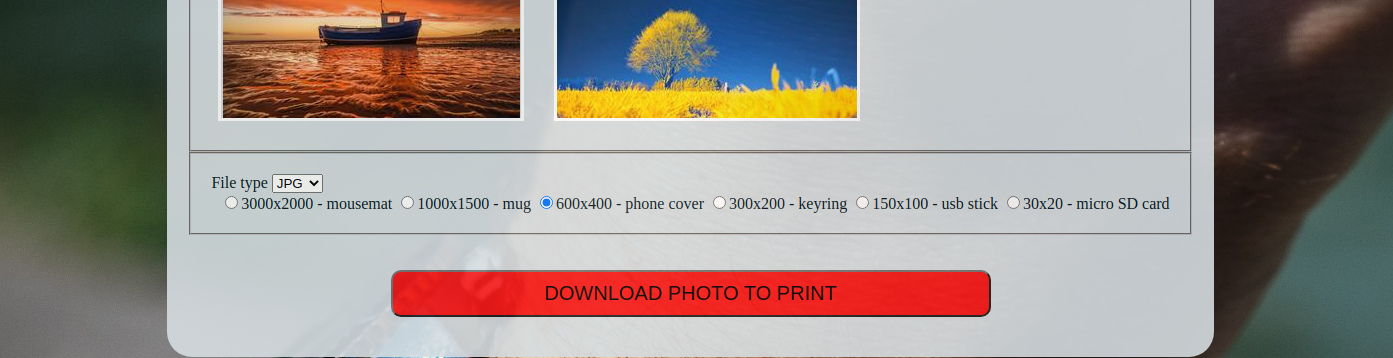 File type JPG
3000x2000 - mousemat 1000x1500 - mug 600x400 - phone cover 300x200 - keyring 150x100 - usb stick 30x20 - micro SD card
DOWNLOAD PHOTO TO PRINT